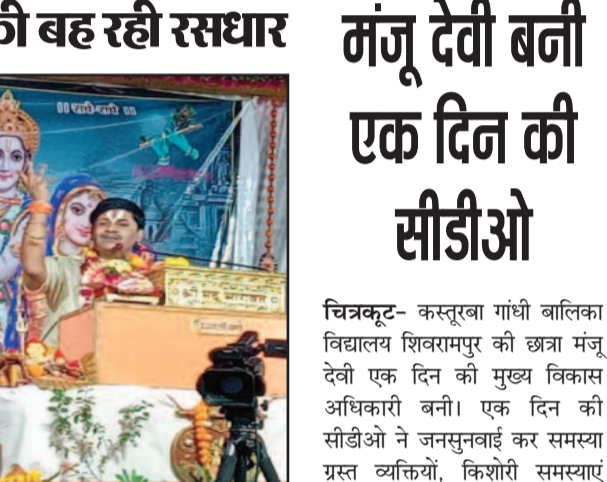 की बह रही रसधार
॥ राधे-राधे ॥
मंजू देवी बनी
एक दिन की
सीडीओ
चित्रकूट– कस्तूरबा गांधी बालिका
विद्यालय शिवरामपुर की छात्रा मंजू
देवी एक दिन की मुख्य विकास
अधिकारी बनी। एक दिन की
सीडीओ ने जनसुनवाई कर समस्या
ग्रस्त व्यक्तियों, किशोरी समस्याएं